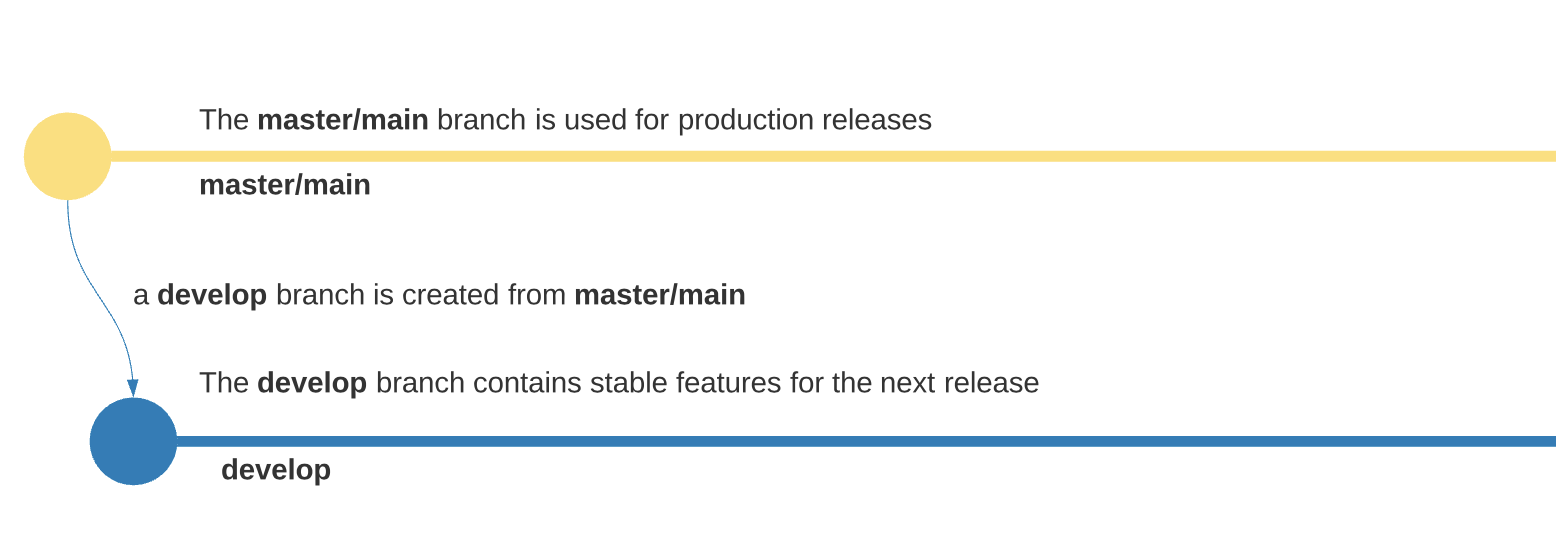 The master/main branch is used for production releases
master/main
a develop branch is created from master/main
The develop branch contains stable features for the next release
develop